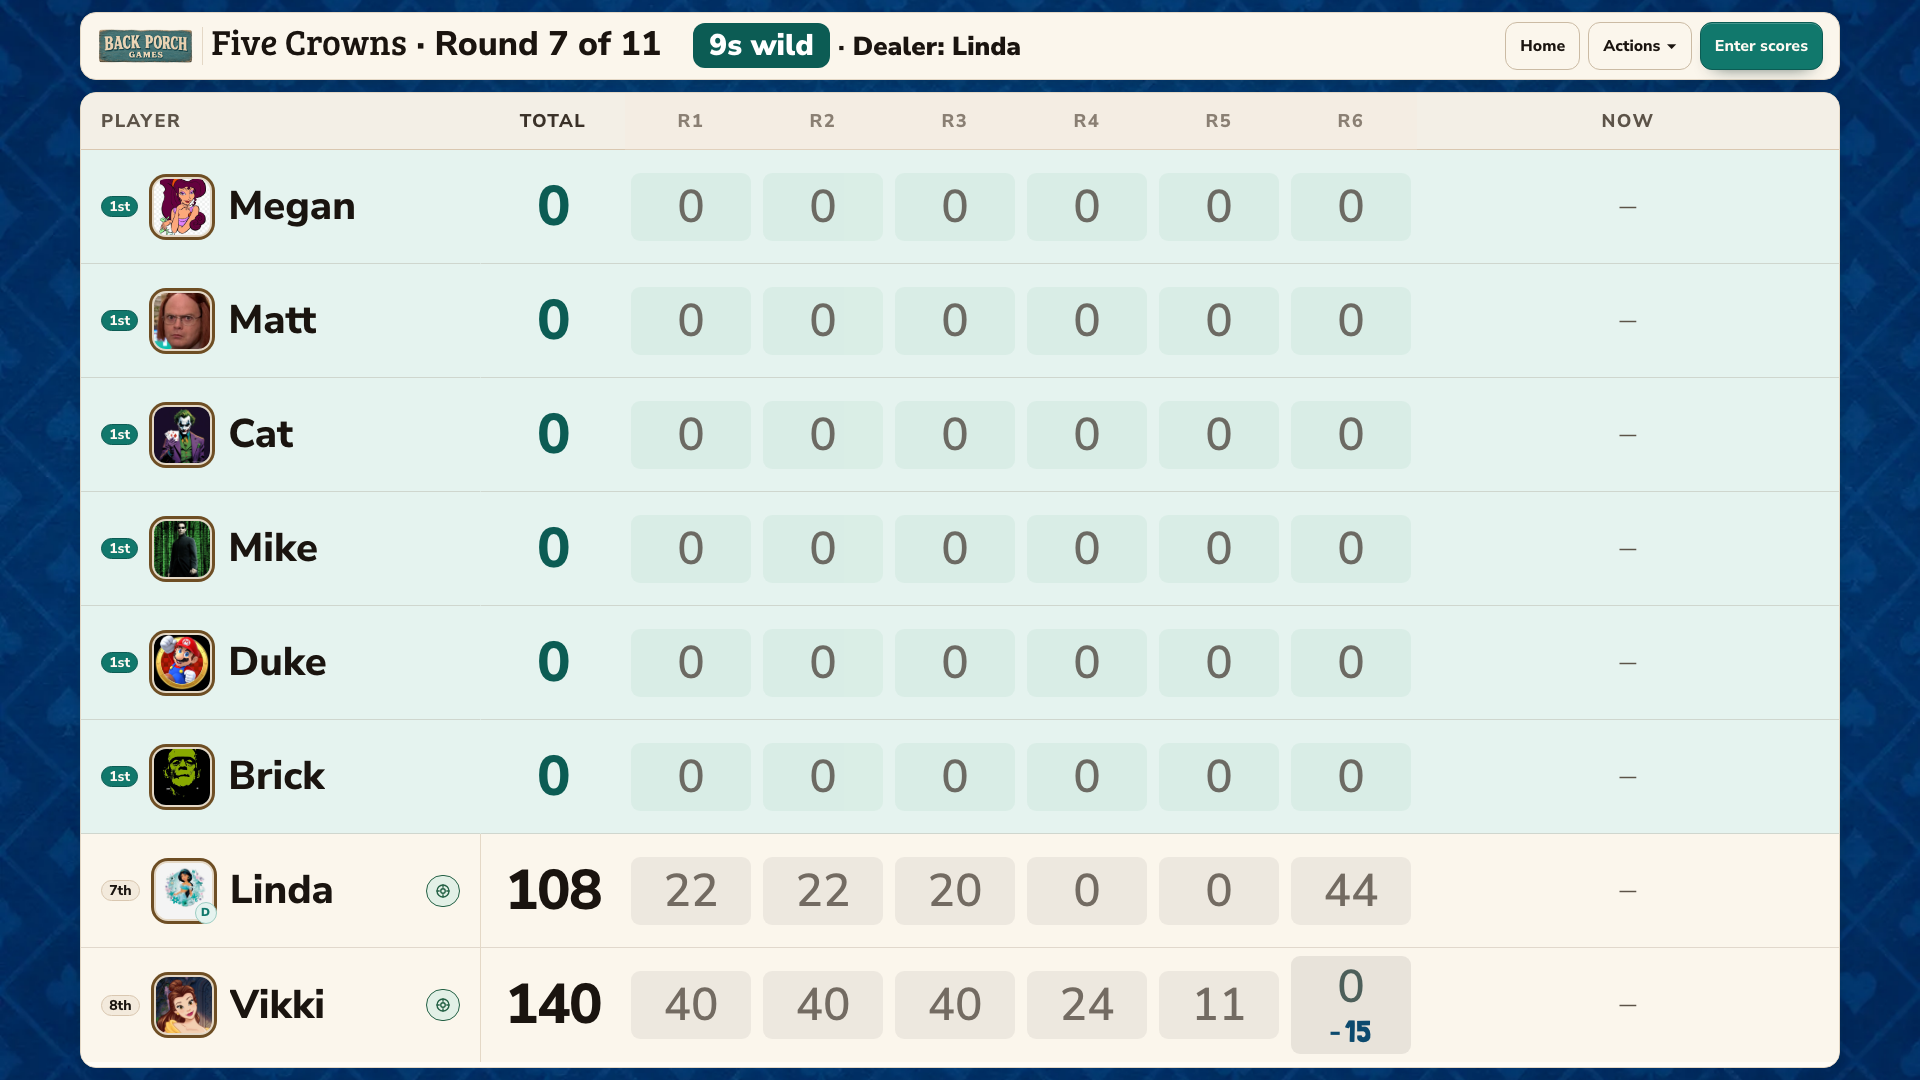 BACK PORCH
GAMES
Five Crowns · Round 7 of 11 9s wild · Dealer: Linda
Home Actions Enter scores
PLAYER TOTAL R1 R2 R3 R4 R5 R6 NOW
1st Megan 0 0 0 0 0 0 0 –
1st Matt 0 0 0 0 0 0 0 –
1st Cat 0 0 0 0 0 0 0 –
1st Mike 0 0 0 0 0 0 0 –
1st Duke 0 0 0 0 0 0 0 –
1st Brick 0 0 0 0 0 0 0 –
7th D Linda 108 22 22 20 0 0 44 –
8th Vikki 140 40 40 40 24 11 0 –
-15